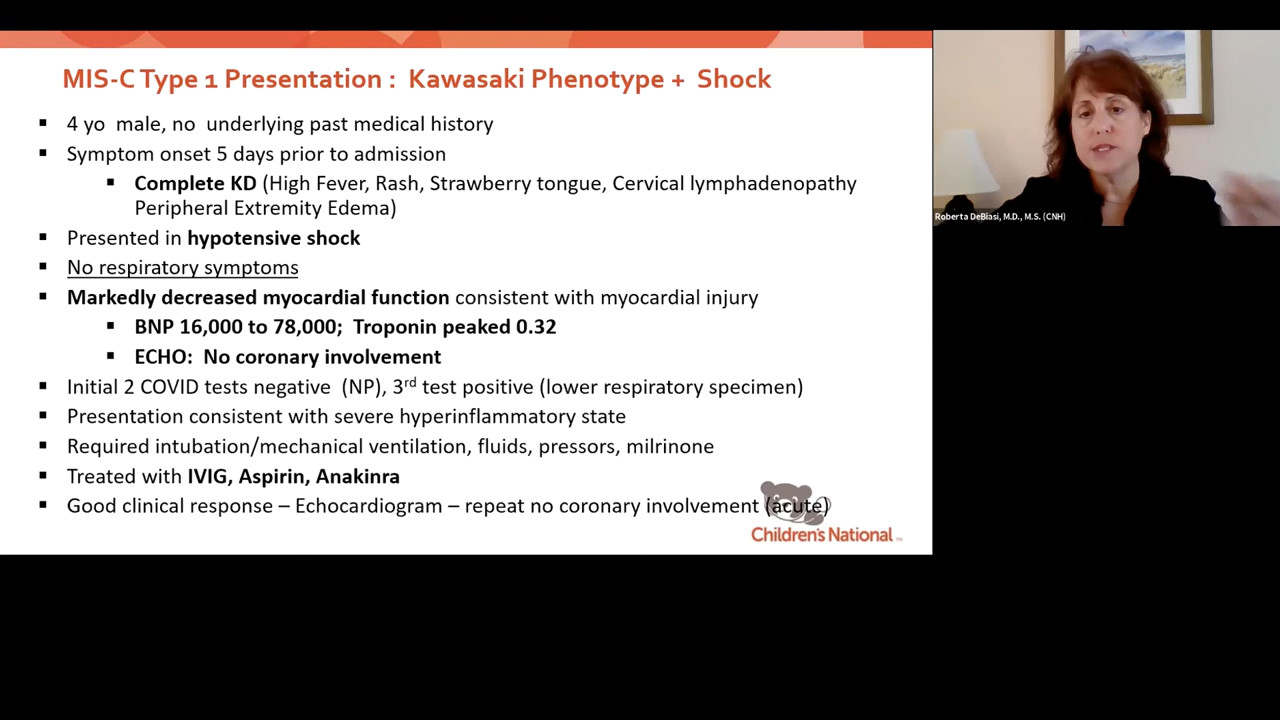 MIS-C Type 1 Presentation : Kawasaki Phenotype + Shock
▪ 4 yo male, no underlying past medical history
▪ Symptom onset 5 days prior to admission
▪ Complete KD (High Fever, Rash, Strawberry tongue, Cervical lymphadenopathy
Peripheral Extremity Edema)
▪ Presented in hypotensive shock
▪ No respiratory symptoms
▪ Markedly decreased myocardial function consistent with myocardial injury
▪ BNP 16,000 to 78,000; Troponin peaked 0.32
▪ ECHO: No coronary involvement
▪ Initial 2 COVID tests negative (NP), 3rd test positive (lower respiratory specimen)
▪ Presentation consistent with severe hyperinflammatory state
▪ Required intubation/mechanical ventilation, fluids, pressors, milrinone
▪ Treated with IVIG, Aspirin, Anakinra
▪ Good clinical response – Echocardiogram – repeat no coronary involvement (acute)
Children's National ™
Roberta DeBiasi, M.D., M.S. (CNH)